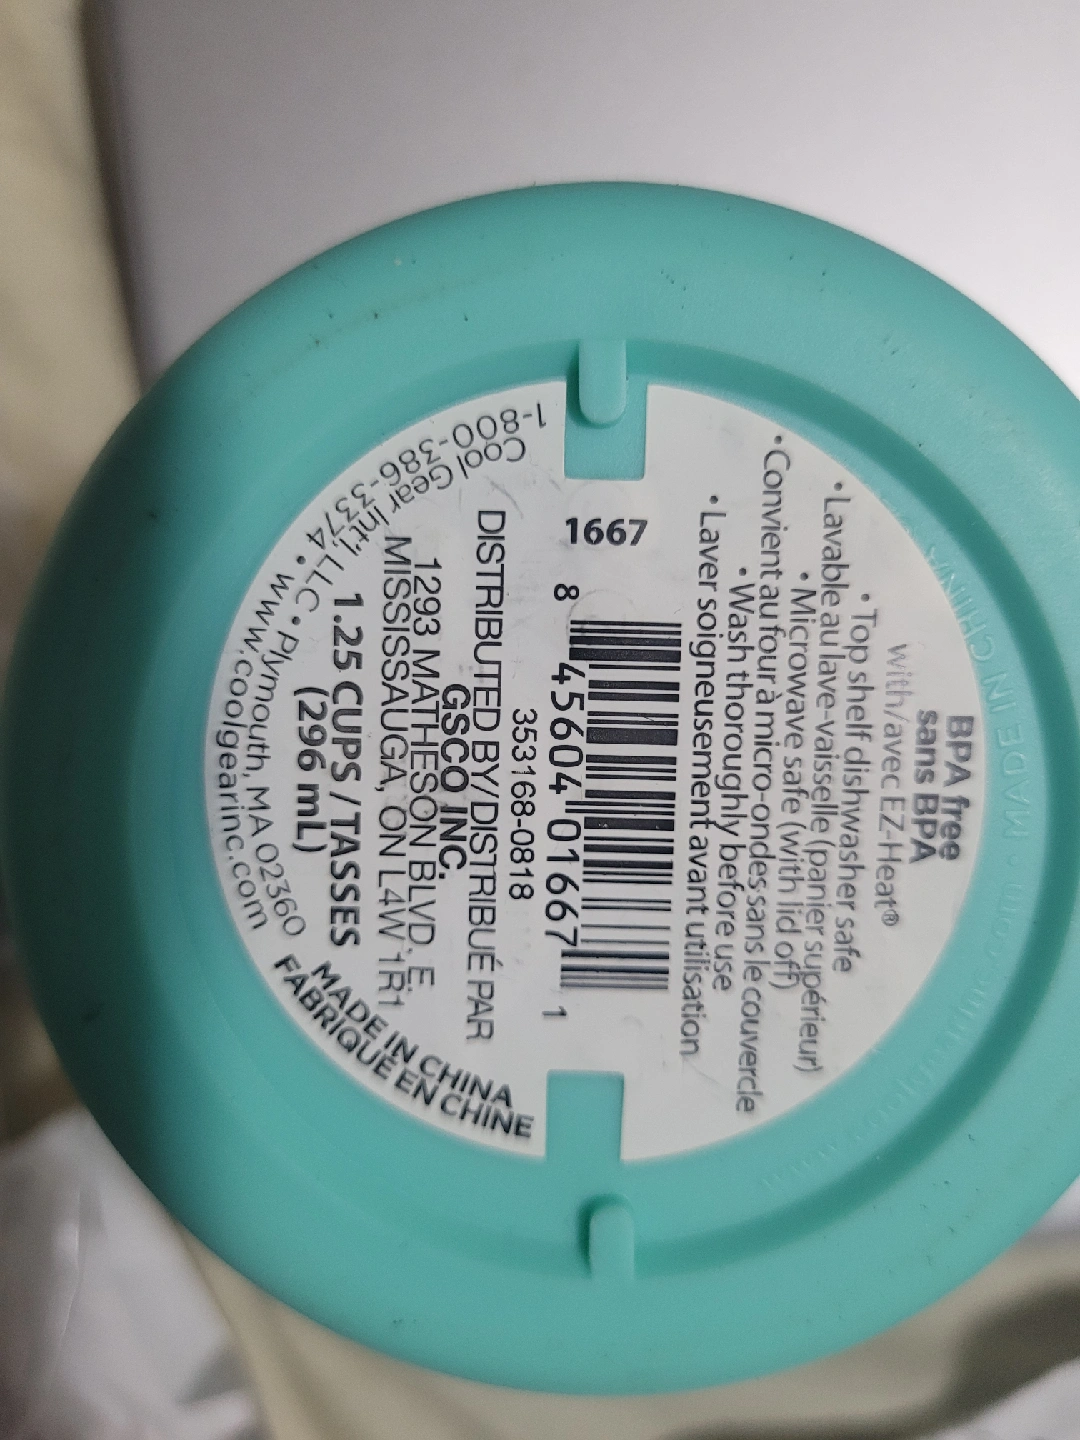 BPA free
sans BPA
with/avec EZ-Heat®
• Top shelf dishwasher safe
• Lavable au lave-vaisselle (panier supérieur)
• Microwave safe (with lid off)
• Convient au four à micro-ondes sans le couvercle
• Wash thoroughly before use
• Laver soigneusement avant utilisation
1667
8 45604 01667 1
353168-0818
DISTRIBUTED BY/DISTRIBUÉ PAR
GSCO INC.
1293 MATHESON BLVD. E.
MISSISSAUGA, ON L4W 1R1
1.25 CUPS / TASSES
(296 mL)
Cool Gear Int'l, LLC • Plymouth, MA 02360
1-800-386-3374 • www.coolgearinc.com
MADE IN CHINA
FABRIQUÉ EN CHINE
MADE IN CHINA